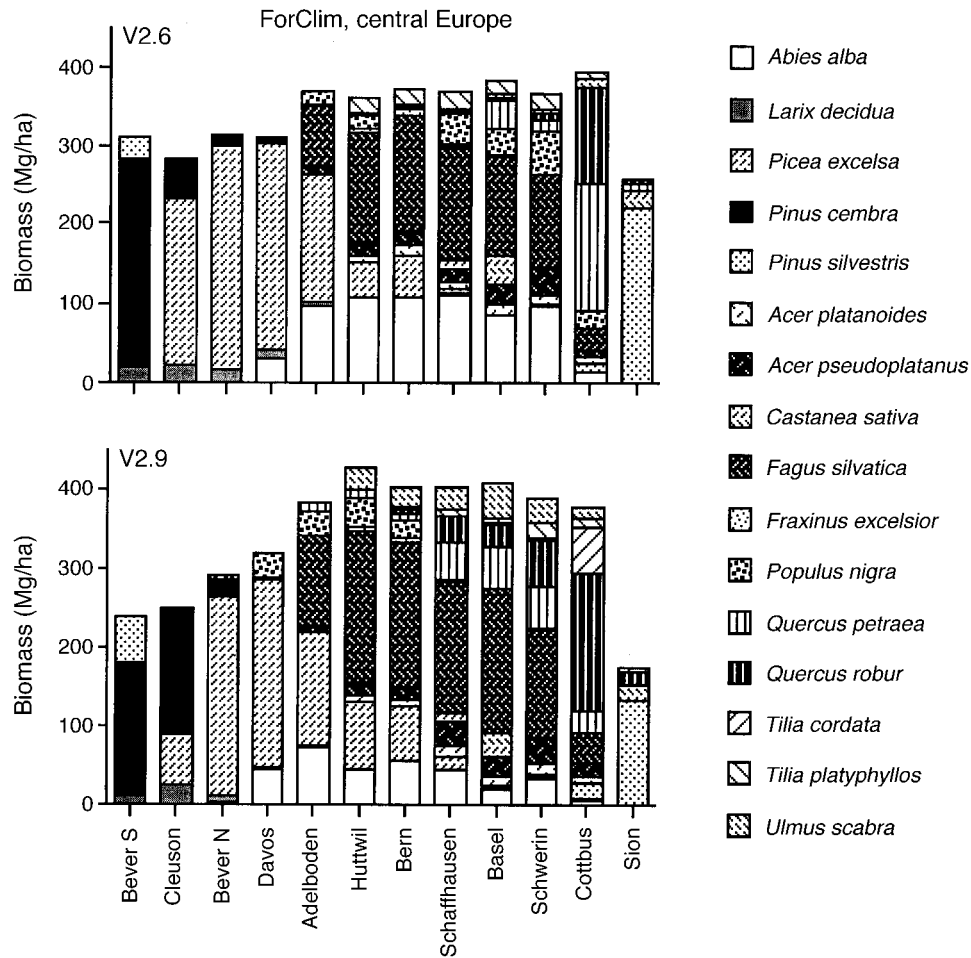 ForClim, central Europe
V2.6
Biomass (Mg/ha)
400
300
200
100
0
V2.9
Biomass (Mg/ha)
400
300
200
100
0
Bever S
Cleuson
Bever N
Davos
Adelboden
Huttwil
Bern
Schaffhausen
Basel
Schwerin
Cottbus
Sion
Abies alba
Larix decidua
Picea excelsa
Pinus cembra
Pinus silvestris
Acer platanoides
Acer pseudoplatanus
Castanea sativa
Fagus silvatica
Fraxinus excelsior
Populus nigra
Quercus petraea
Quercus robur
Tilia cordata
Tilia platyphyllos
Ulmus scabra